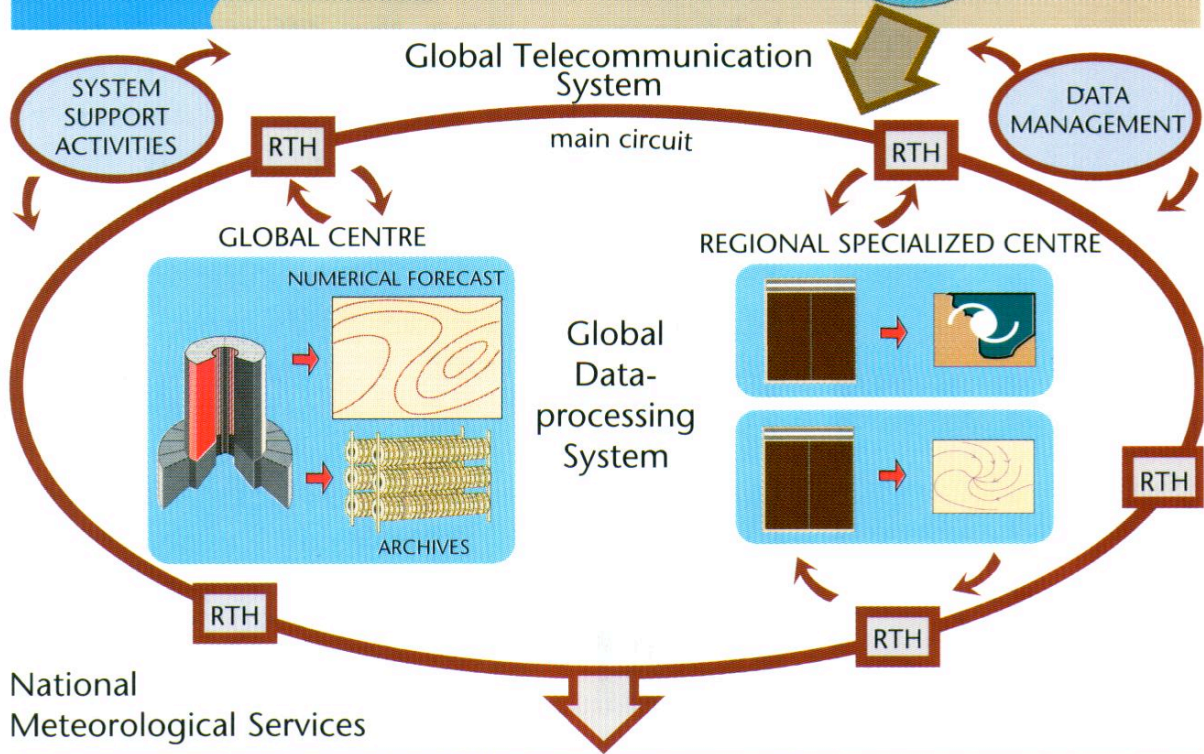 Global Telecommunication
System
main circuit
SYSTEM
SUPPORT
ACTIVITIES
DATA
MANAGEMENT
RTH
RTH
GLOBAL CENTRE
REGIONAL SPECIALIZED CENTRE
NUMERICAL FORECAST
Global
Data-
processing
System
ARCHIVES
RTH
RTH
RTH
National
Meteorological Services